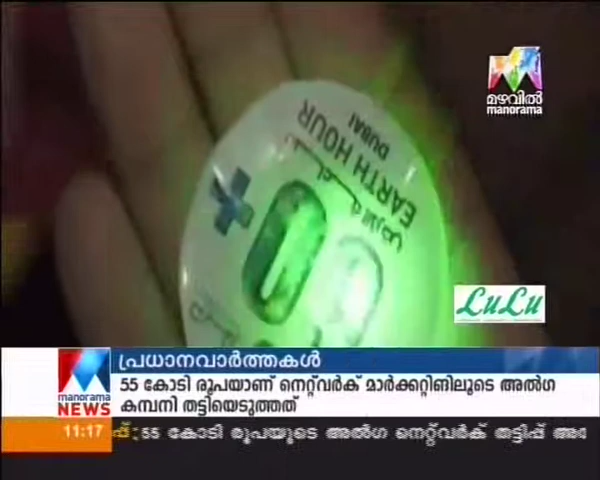 മഴവിൽ
manorama
EARTH HOUR
DUBAI
60+
LuLu
പ്രധാനവാർത്തകൾ
55 കോടി രൂപയാണ് നെറ്റ്‌വർക് മാർക്കറ്റിങിലൂടെ അൽഗ
കമ്പനി തട്ടിയെടുത്തത്
manorama
NEWS
11:17
55 കോടി രൂപയുടെ അൽഗ നെറ്റ്‌വർക് തട്ടിപ്പ്